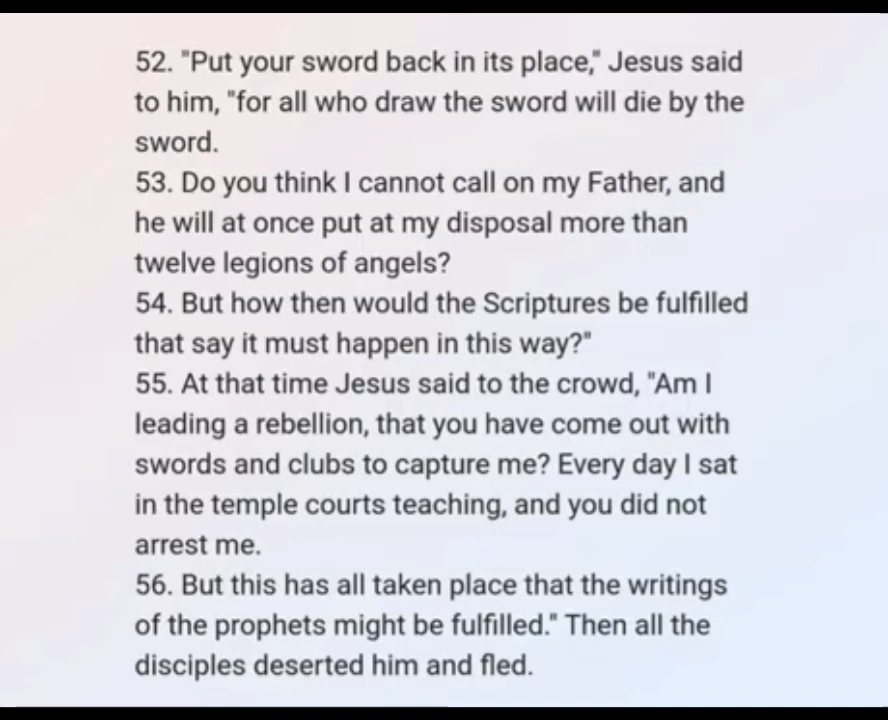 52. "Put your sword back in its place," Jesus said
to him, "for all who draw the sword will die by the
sword.
53. Do you think I cannot call on my Father, and
he will at once put at my disposal more than
twelve legions of angels?
54. But how then would the Scriptures be fulfilled
that say it must happen in this way?"
55. At that time Jesus said to the crowd, "Am I
leading a rebellion, that you have come out with
swords and clubs to capture me? Every day I sat
in the temple courts teaching, and you did not
arrest me.
56. But this has all taken place that the writings
of the prophets might be fulfilled." Then all the
disciples deserted him and fled.